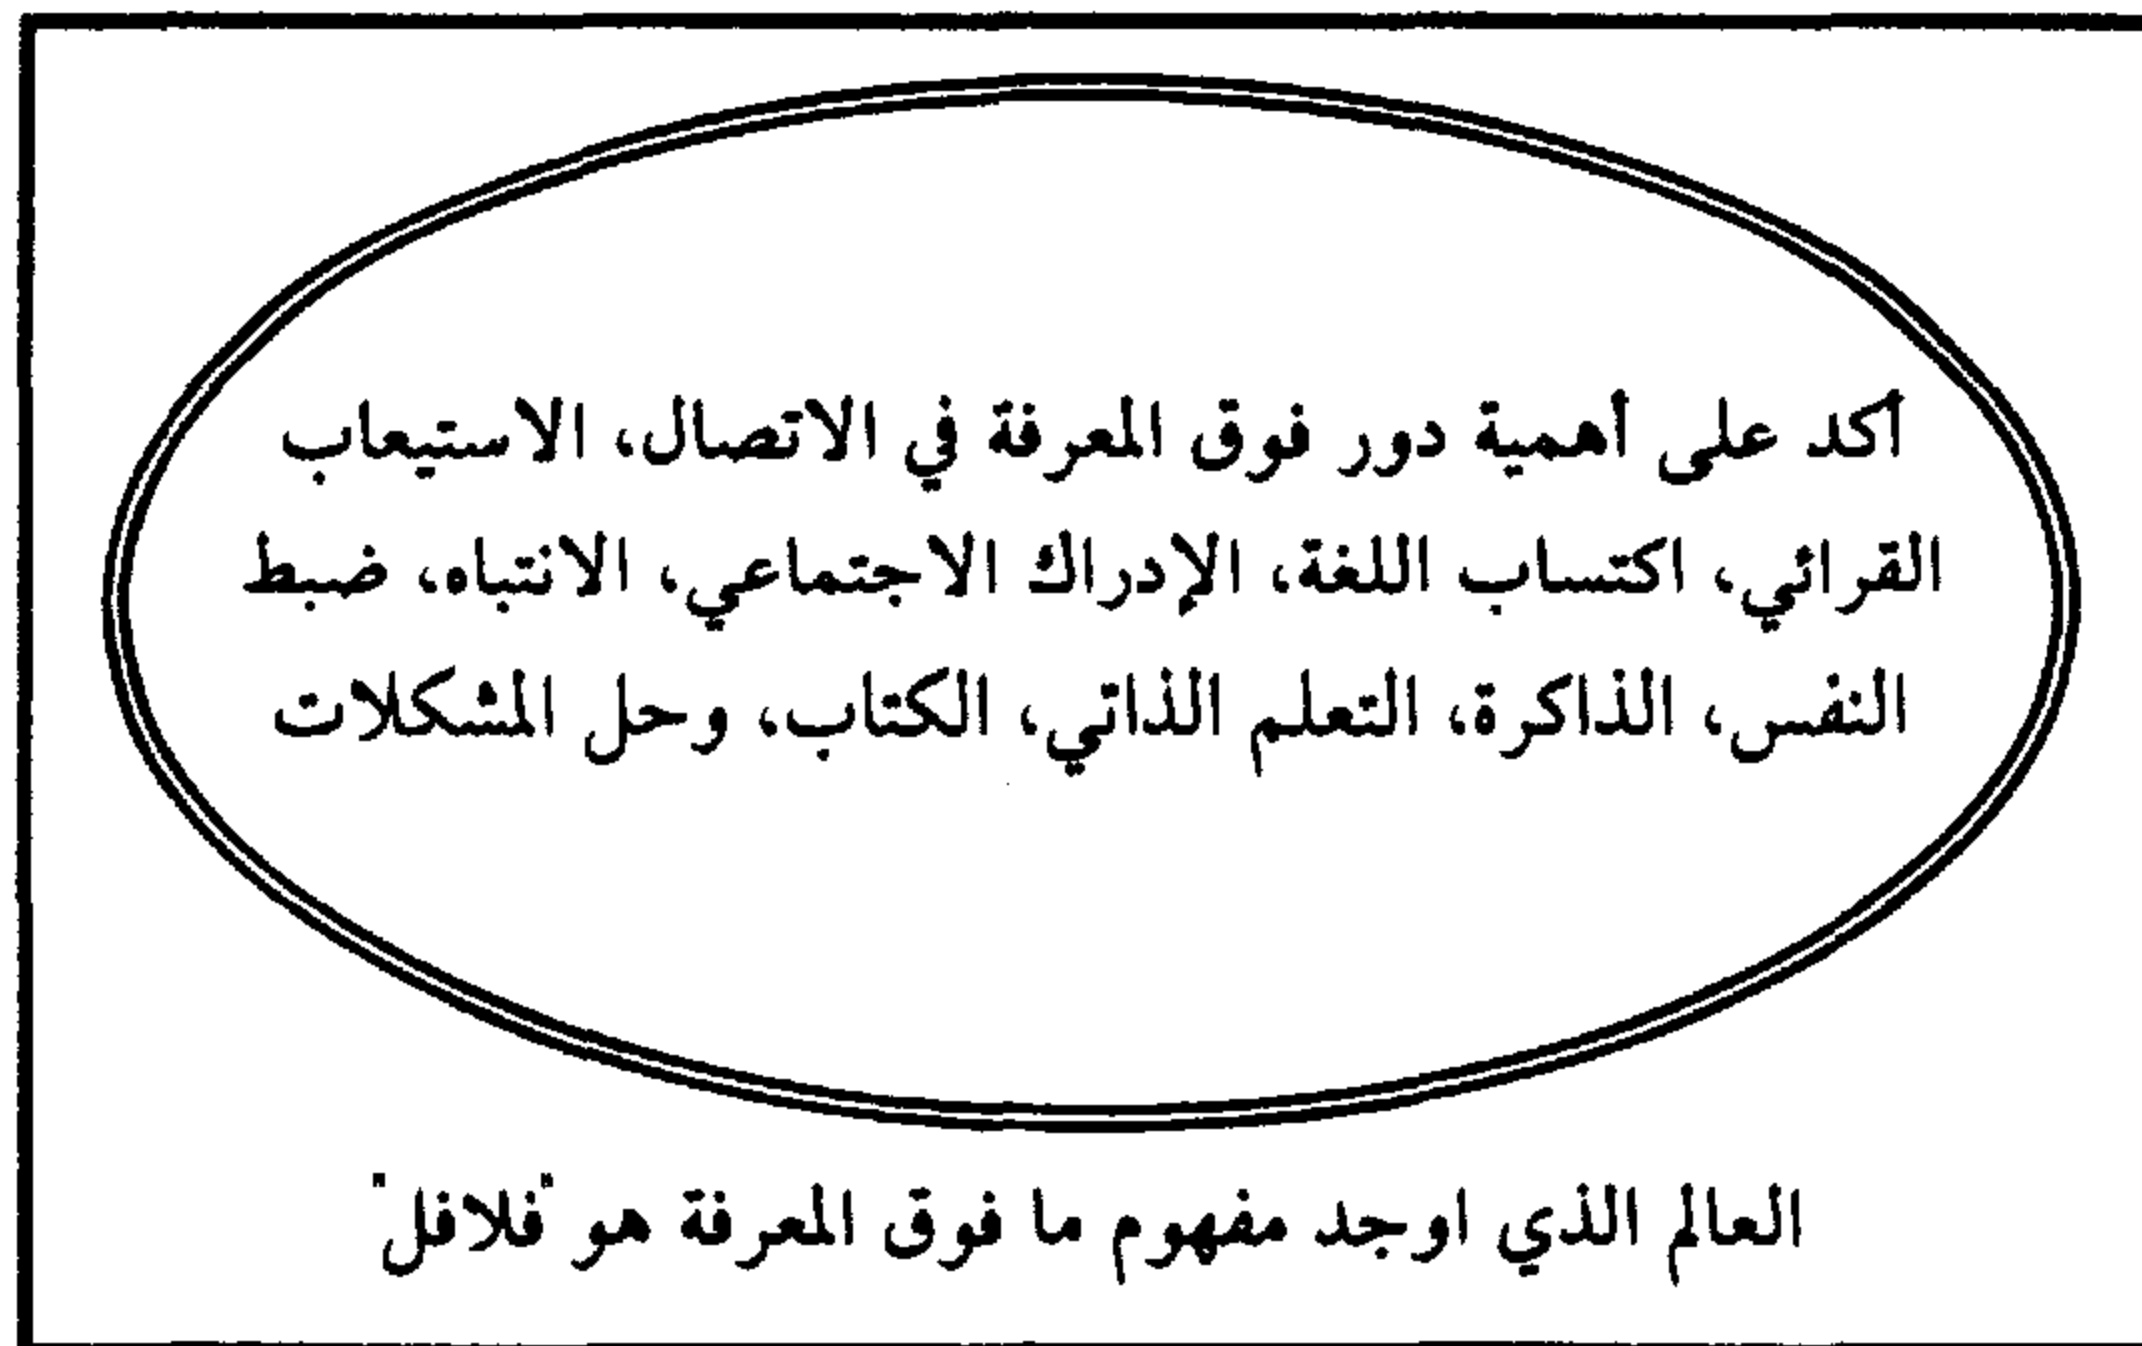 أكد على أهمية دور فوق المعرفة في الاتصال، الاستيعاب
القرائي، اكتساب اللغة، الإدراك الاجتماعي، الانتباه، ضبط
النفس، الذاكرة، التعلم الذاتي، الكتاب، وحل المشكلات
العالم الذي اوجد مفهوم ما فوق المعرفة هو "فلافل"